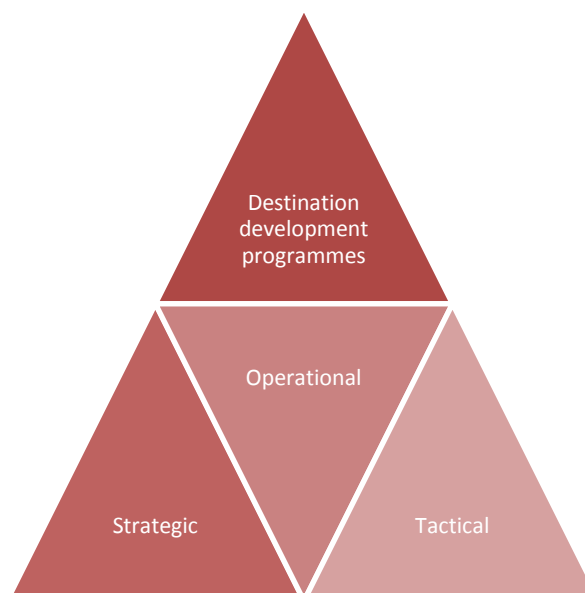 Destination
development
programmes
Operational
Strategic
Tactical